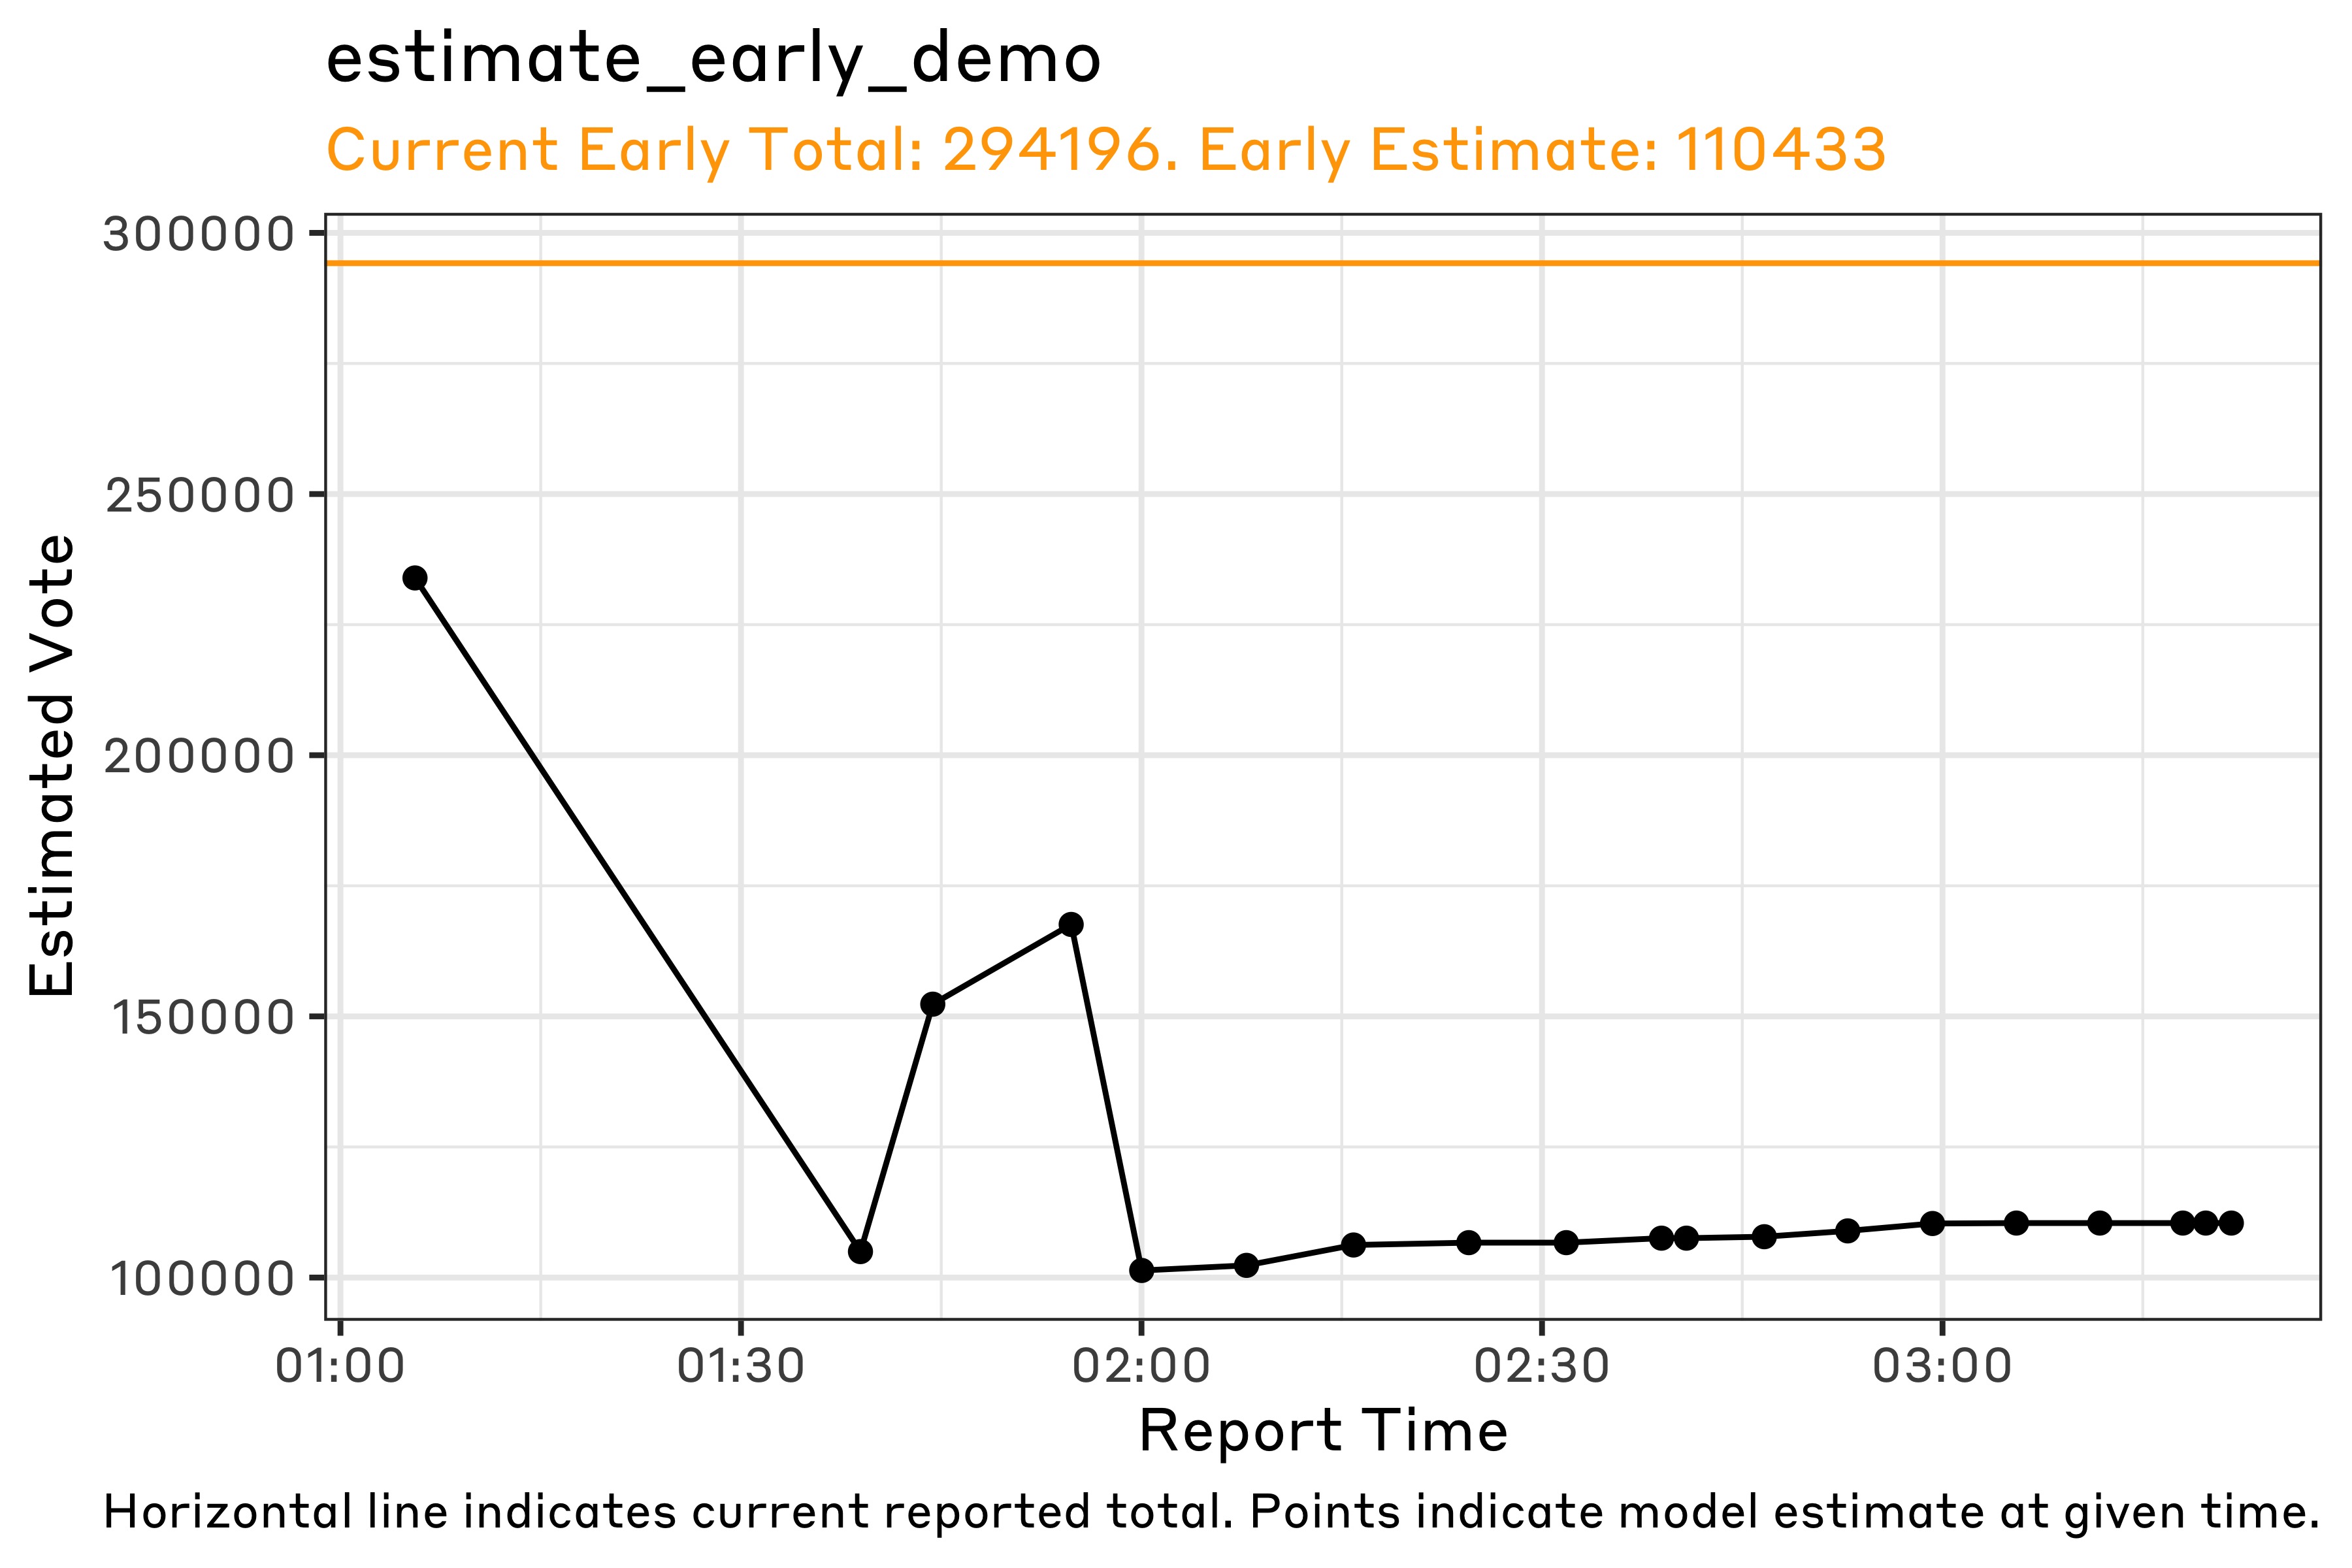 estimate_early_demo
Current Early Total: 294196. Early Estimate: 110433
300000
250000
200000
150000
100000
Estimated Vote
01:00 01:30 02:00 02:30 03:00
Report Time
Horizontal line indicates current reported total. Points indicate model estimate at given time.